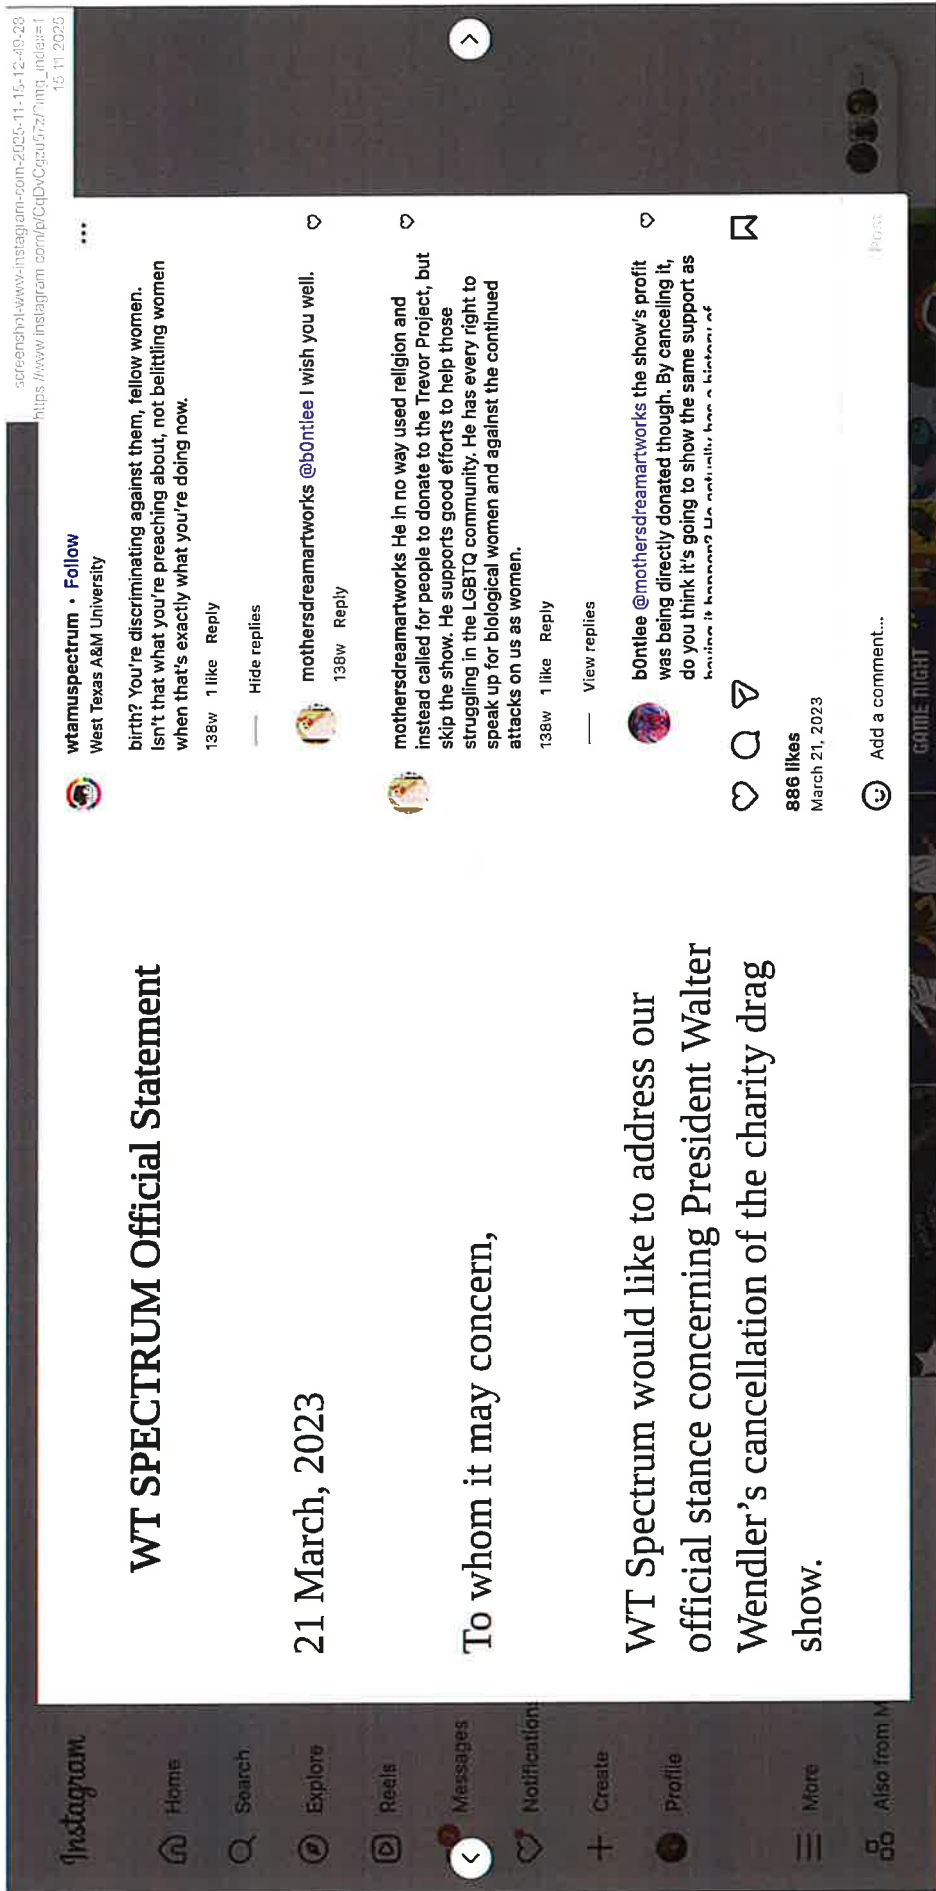 screenshot-www-instagram-com-2025-11-15-12-49-28
15 11 2025
Instagram
Home
Search
Explore
Reels
Messages
Notification
Create
Profile
More
Also from M
WT SPECTRUM Official Statement
21 March, 2023
To whom it may concern,
WT Spectrum would like to address our
official stance concerning President Walter
Wendler's cancellation of the charity drag
show.
wtamuspectrum • Follow
West Texas A&M University
birth? You're discriminating against them, fellow women.
Isn't that what you're preaching about, not belittling women
when that's exactly what you're doing now.
138w 1 like Reply
Hide replies
mothersdreamartworks @b0ntlee I wish you well.
138w Reply
mothersdreamartworks He in no way used religion and
instead called for people to donate to the Trevor Project, but
skip the show. He supports good efforts to help those
struggling in the LGBTQ community. He has every right to
speak up for biological women and against the continued
attacks on us as women.
138w 1 like Reply
View replies
b0ntlee @mothersdreamartworks the show's profit
was being directly donated though. By canceling it,
do you think it's going to show the same support as
having it happen? He actually has a history of
886 likes
March 21, 2023
Add a comment...
Post
GAME NIGHT